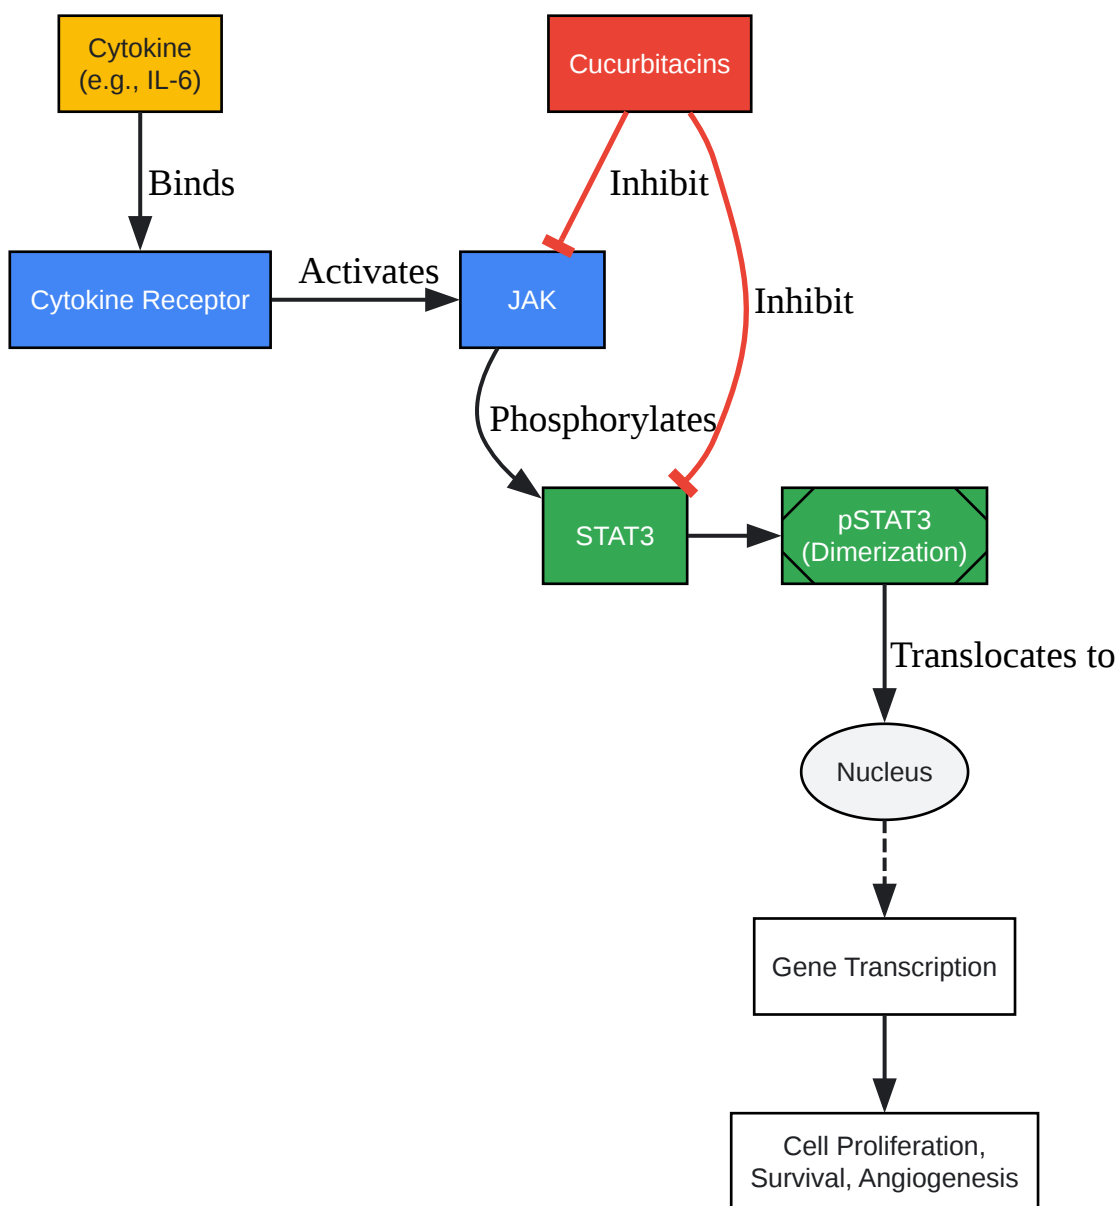 Cytokine
(e.g., IL-6)
Cucurbitacins
Binds
Inhibit
Cytokine Receptor
Activates
JAK
Inhibit
Phosphorylates
STAT3
pSTAT3
(Dimerization)
Translocates to
Nucleus
Gene Transcription
Cell Proliferation,
Survival, Angiogenesis